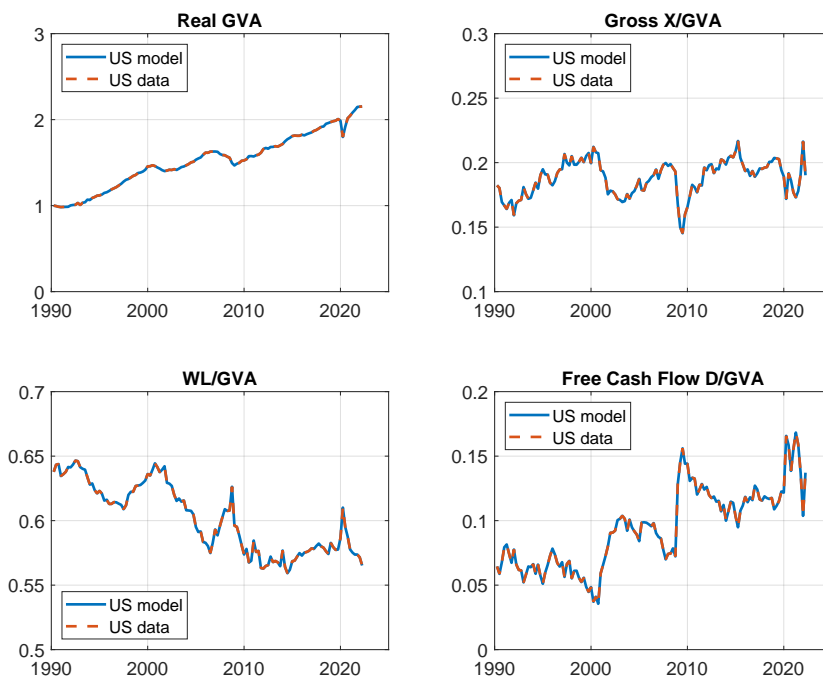 Real GVA
3
2
1
0
1990 2000 2010 2020
US model
US data
Gross X/GVA
0.3
0.25
0.2
0.15
0.1
1990 2000 2010 2020
US model
US data
WL/GVA
0.7
0.65
0.6
0.55
0.5
1990 2000 2010 2020
US model
US data
Free Cash Flow D/GVA
0.2
0.15
0.1
0.05
0
1990 2000 2010 2020
US model
US data